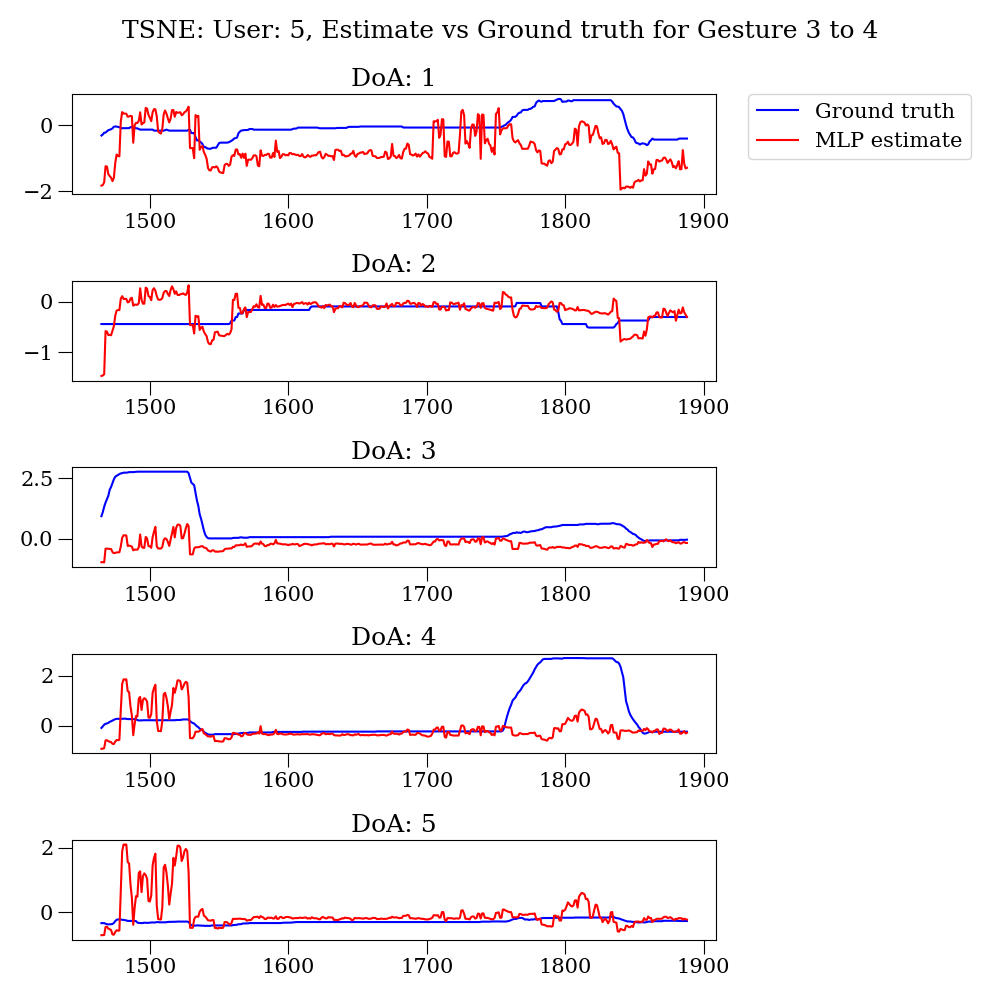 TSNE: User: 5, Estimate vs Ground truth for Gesture 3 to 4
DoA: 1
Ground truth
MLP estimate
0
−2
1500 1600 1700 1800 1900
DoA: 2
0
−1
1500 1600 1700 1800 1900
DoA: 3
2.5
0.0
1500 1600 1700 1800 1900
DoA: 4
2
0
1500 1600 1700 1800 1900
DoA: 5
2
0
1500 1600 1700 1800 1900